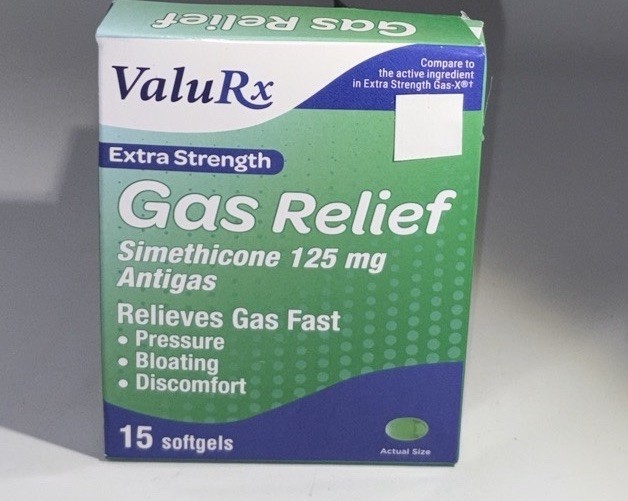 Gas Relief
ValuRx
Compare to
the active ingredient
in Extra Strength Gas-X®†
Extra Strength
Gas Relief
Simethicone 125 mg
Antigas
Relieves Gas Fast
• Pressure
• Bloating
• Discomfort
15 softgels
Actual Size